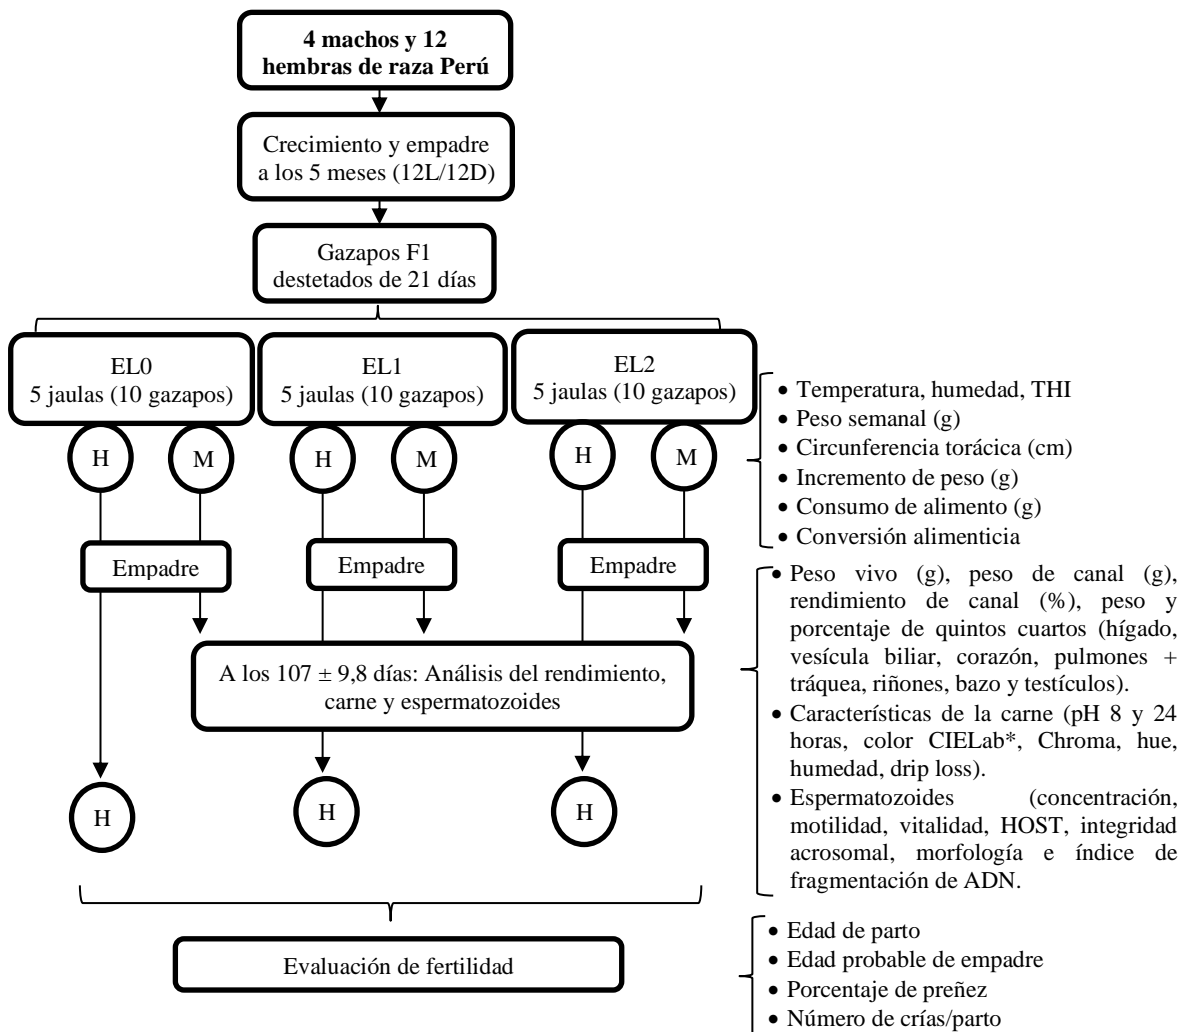 4 machos y 12
hembras de raza Perú
Crecimiento y empadre
a los 5 meses (12L/12D)
Gazapos F1
destetados de 21 días
EL0
5 jaulas (10 gazapos)
EL1
5 jaulas (10 gazapos)
EL2
5 jaulas (10 gazapos)
H
M
H
M
H
M
• Temperatura, humedad, THI
• Peso semanal (g)
• Circunferencia torácica (cm)
• Incremento de peso (g)
• Consumo de alimento (g)
• Conversión alimenticia
Empadre
Empadre
Empadre
A los 107 ± 9,8 días: Análisis del rendimiento,
carne y espermatozoides
• Peso vivo (g), peso de canal (g),
rendimiento de canal (%), peso y
porcentaje de quintos cuartos (hígado,
vesícula biliar, corazón, pulmones +
tráquea, riñones, bazo y testículos).
• Características de la carne (pH 8 y 24
horas, color CIELab*, Chroma, hue,
humedad, drip loss).
• Espermatozoides (concentración,
motilidad, vitalidad, HOST, integridad
acrosomal, morfología e índice de
fragmentación de ADN.
H
H
H
Evaluación de fertilidad
• Edad de parto
• Edad probable de empadre
• Porcentaje de preñez
• Número de crías/parto